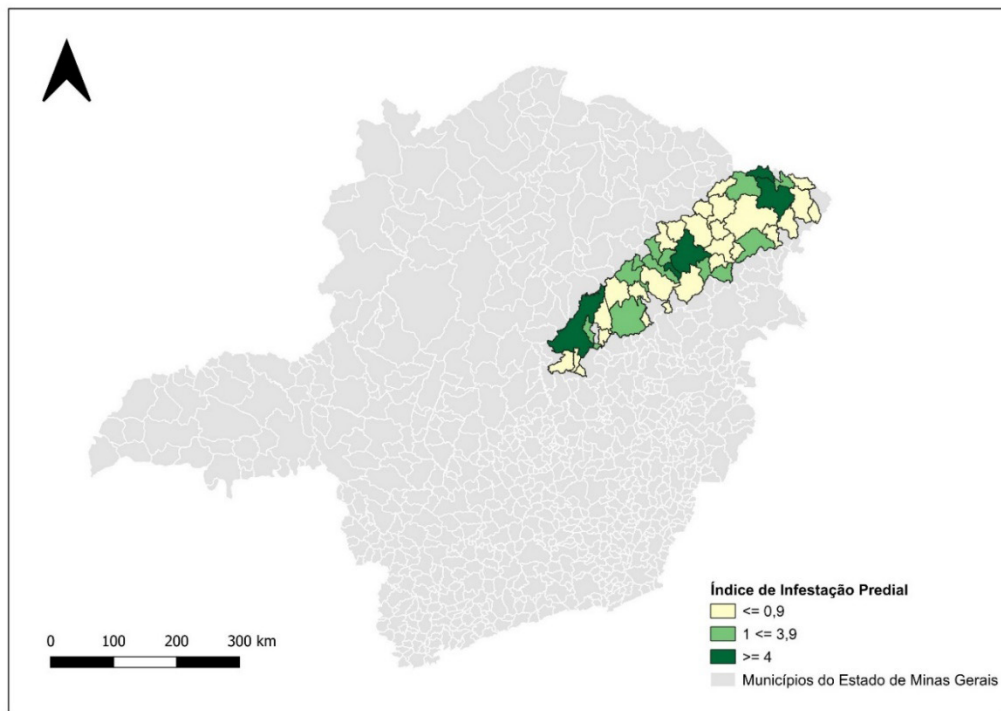 0 100 200 300 km
Índice de Infestação Predial
<= 0,9
1 <= 3,9
>= 4
Municípios do Estado de Minas Gerais